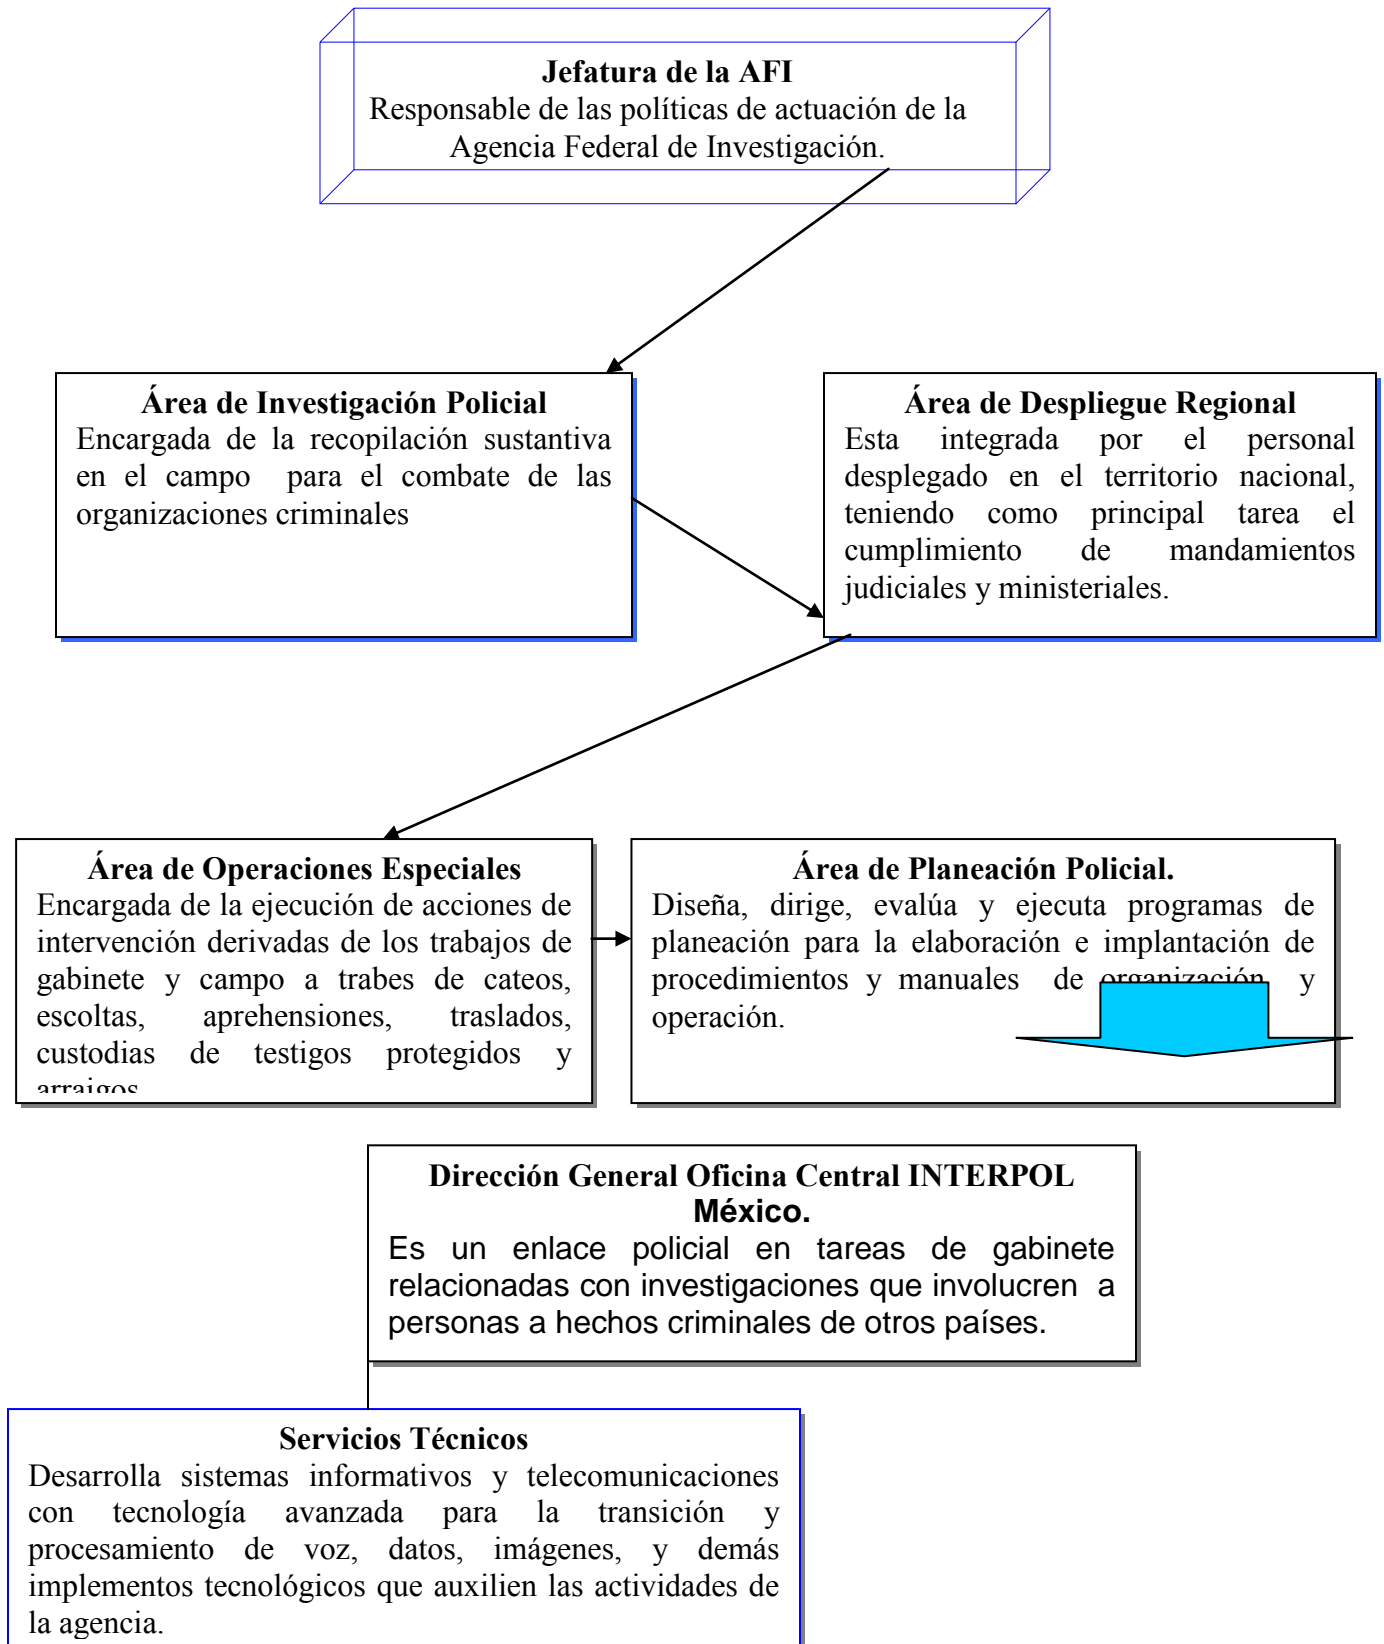 Jefatura de la AFI
Responsable de las políticas de actuación de la
Agencia Federal de Investigación.
Área de Investigación Policial
Encargada de la recopilación sustantiva
en el campo para el combate de las
organizaciones criminales
Área de Despliegue Regional
Esta integrada por el personal
desplegado en el territorio nacional,
teniendo como principal tarea el
cumplimiento de mandamientos
judiciales y ministeriales.
Área de Operaciones Especiales
Encargada de la ejecución de acciones de
intervención derivadas de los trabajos de
gabinete y campo a trabes de cateos,
escoltas, aprehensiones, traslados,
custodias de testigos protegidos y
arraigos
Área de Planeación Policial.
Diseña, dirige, evalúa y ejecuta programas de
planeación para la elaboración e implantación de
procedimientos y manuales de organización y
operación.
Dirección General Oficina Central INTERPOL
México.
Es un enlace policial en tareas de gabinete
relacionadas con investigaciones que involucren a
personas a hechos criminales de otros países.
Servicios Técnicos
Desarrolla sistemas informativos y telecomunicaciones
con tecnología avanzada para la transición y
procesamiento de voz, datos, imágenes, y demás
implementos tecnológicos que auxilien las actividades de
la agencia.